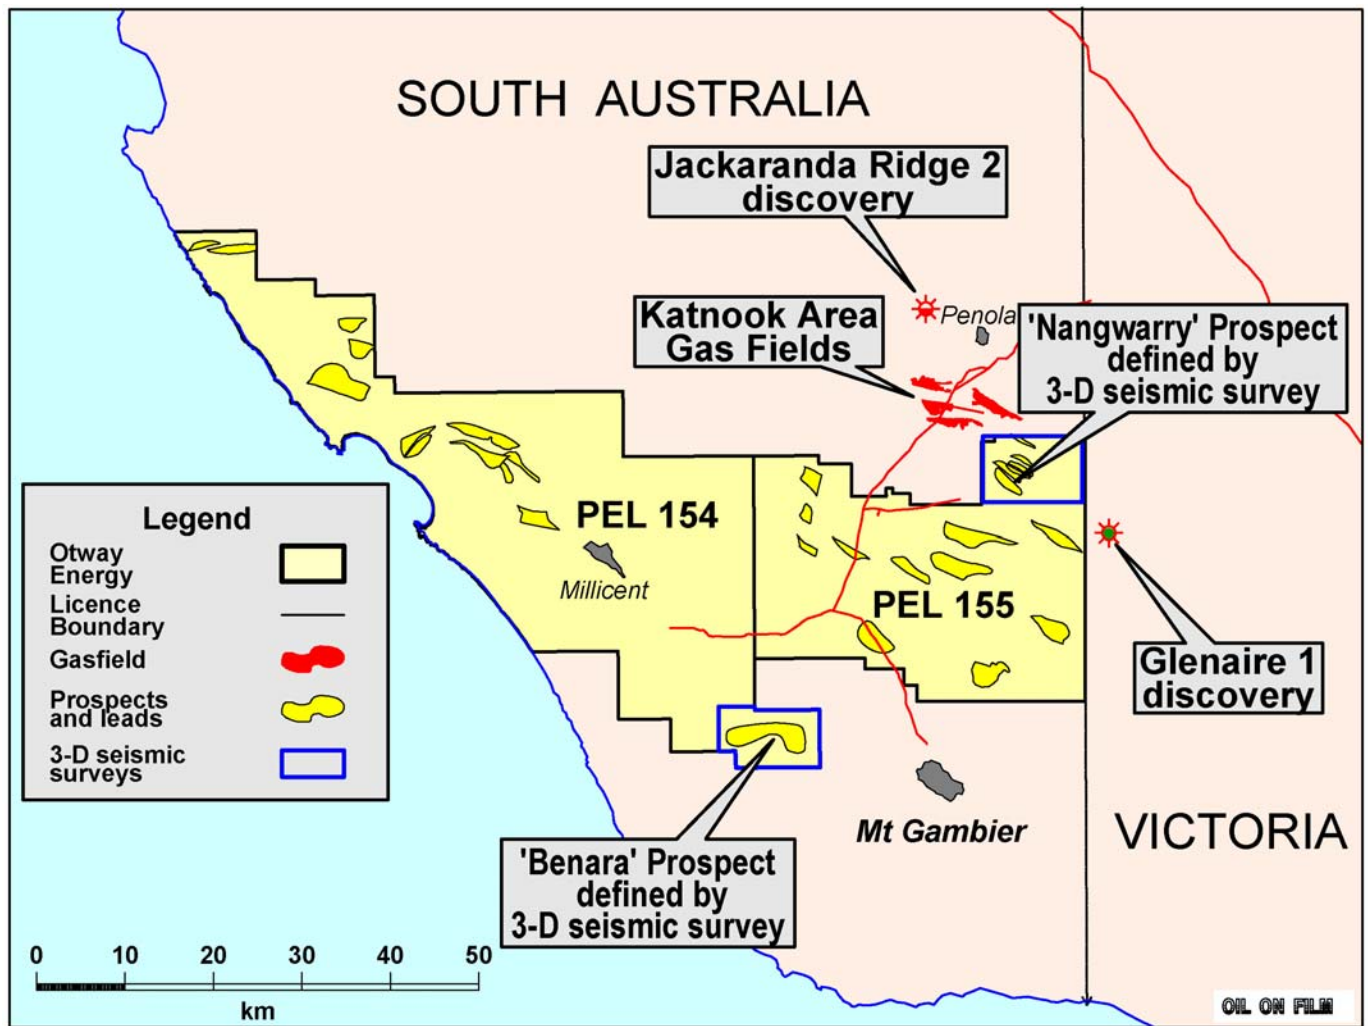 SOUTH AUSTRALIA
Jackaranda Ridge 2
discovery
Katnook Area
Gas Fields
Penola
'Nangwarry' Prospect
defined by
3-D seismic survey
PEL 154
Millicent
PEL 155
Glenaire 1
discovery
Legend
Otway
Energy
Licence
Boundary
Gasfield
Prospects
and leads
3-D seismic
surveys
Mt Gambier
VICTORIA
'Benara' Prospect
defined by
3-D seismic survey
0 10 20 30 40 50
km
OIL ON FILM